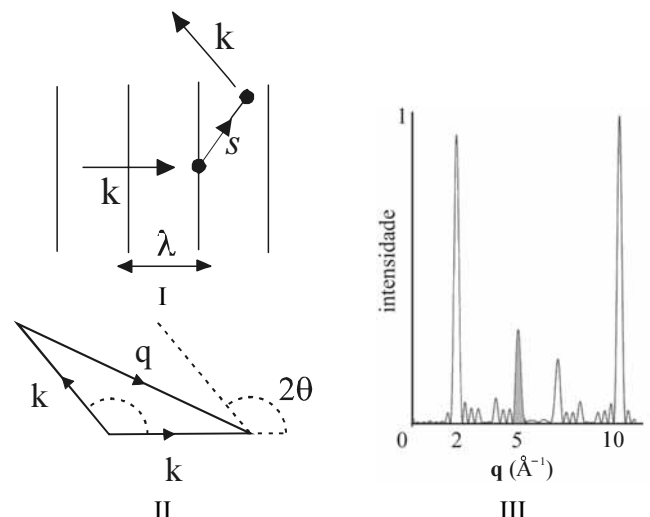 k
s
k
λ
I
q
2θ
k
k
II
1
intensidade
0 2 5 10
q (Å⁻¹)
III